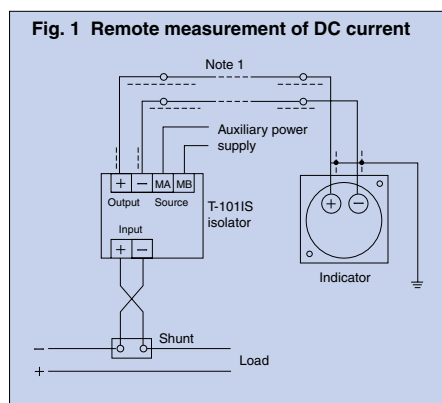 Fig. 1 Remote measurement of DC current
Note 1
Auxiliary power
supply
+ − MA MB
Output Source
T-101IS
isolator
Input
+ −
+ −
Indicator
Shunt
−
Load
+